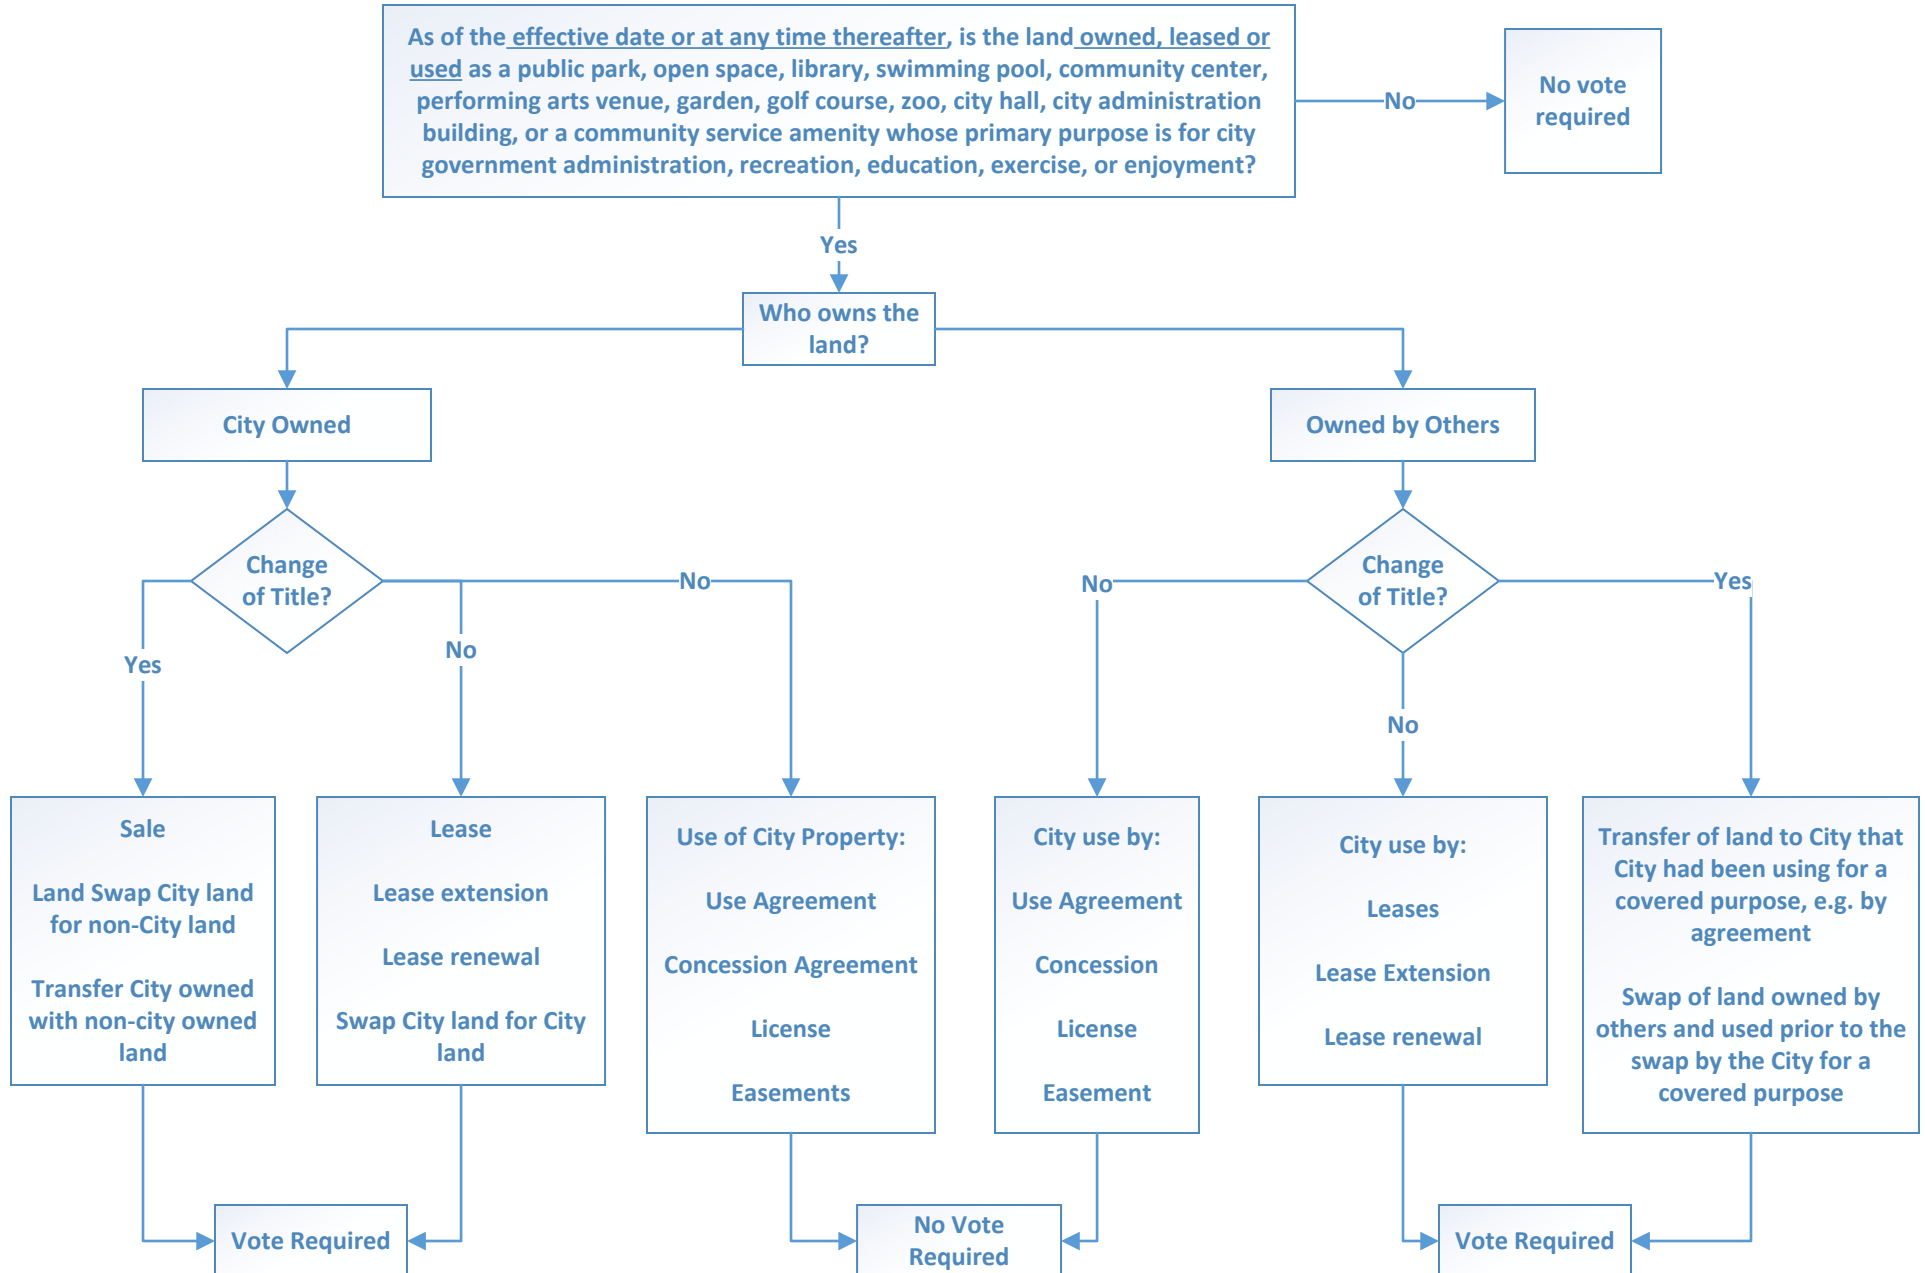 As of the effective date or at any time thereafter, is the land owned, leased or
used as a public park, open space, library, swimming pool, community center,
performing arts venue, garden, golf course, zoo, city hall, city administration
building, or a community service amenity whose primary purpose is for city
government administration, recreation, education, exercise, or enjoyment?
No
No vote
required
Yes
Who owns the
land?
City Owned
Owned by Others
Change
of Title?
Yes
No
No
Change
of Title?
No
No
Yes
Sale
Land Swap City land
for non-City land
Transfer City owned
with non-city owned
land
Lease
Lease extension
Lease renewal
Swap City land for City
land
Use of City Property:
Use Agreement
Concession Agreement
License
Easements
City use by:
Use Agreement
Concession
License
Easement
City use by:
Leases
Lease Extension
Lease renewal
Transfer of land to City that
City had been using for a
covered purpose, e.g. by
agreement
Swap of land owned by
others and used prior to the
swap by the City for a
covered purpose
Vote Required
No Vote
Required
Vote Required